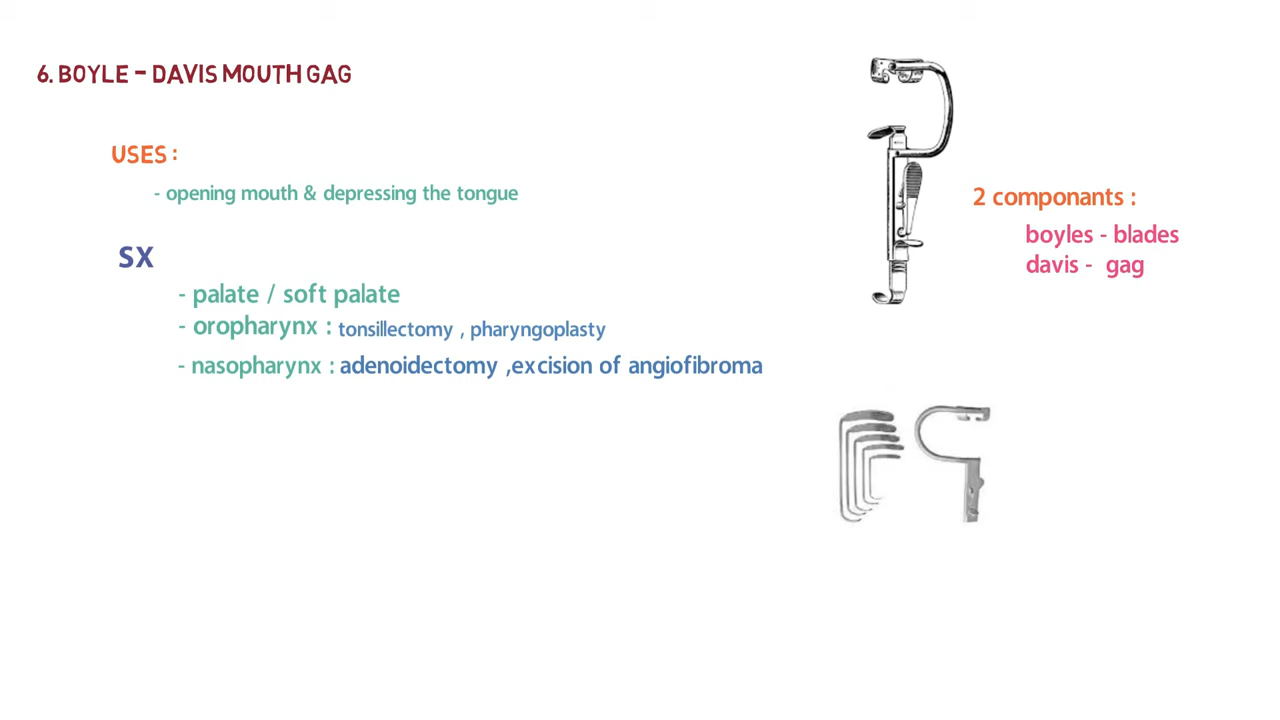 6. BOYLE - DAVIS MOUTH GAG
USES :
- opening mouth & depressing the tongue
SX
- palate / soft palate
- oropharynx : tonsillectomy , pharyngoplasty
- nasopharynx : adenoidectomy ,excision of angiofibroma
2 componants :
boyles - blades
davis - gag